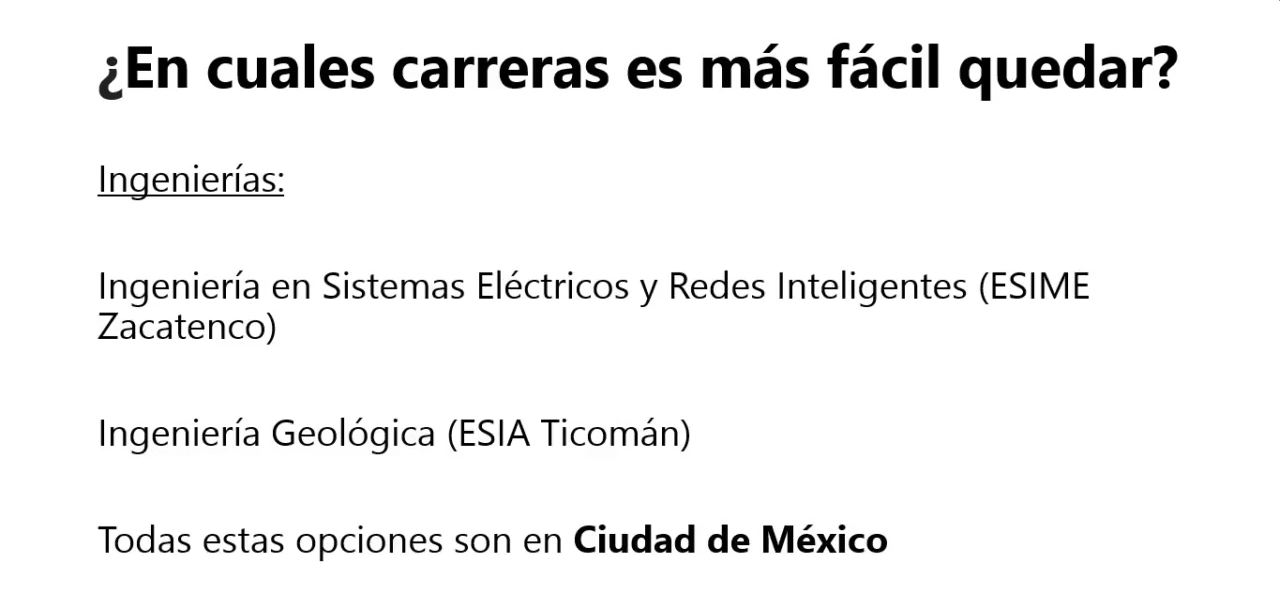 ¿En cuales carreras es más fácil quedar?
Ingenierías:
Ingeniería en Sistemas Eléctricos y Redes Inteligentes (ESIME
Zacatenco)
Ingeniería Geológica (ESIA Ticomán)
Todas estas opciones son en Ciudad de México